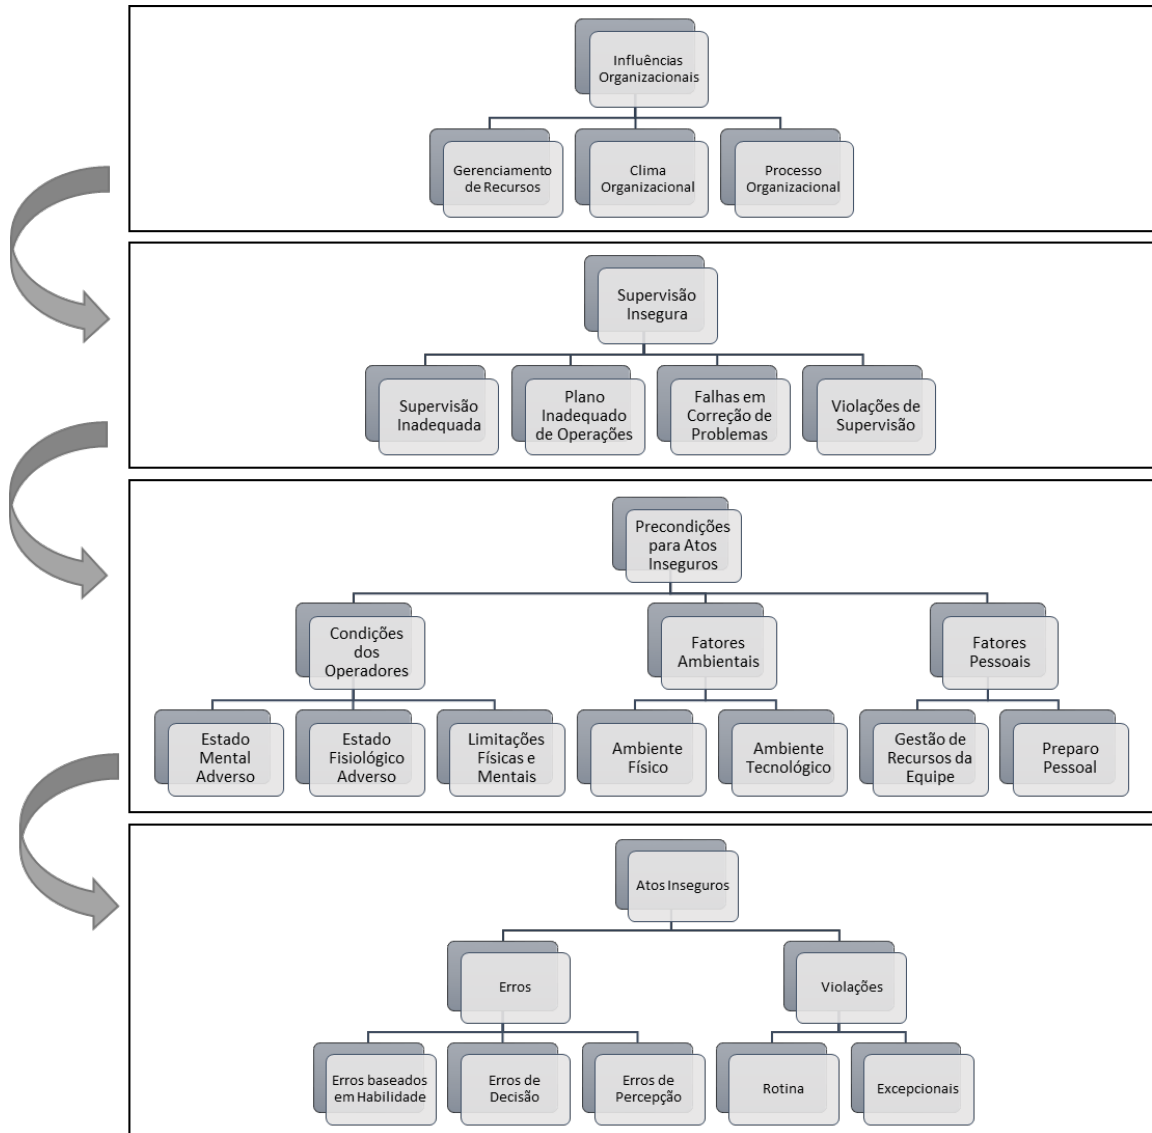 Influências
Organizacionais
Gerenciamento
de Recursos
Clima
Organizacional
Processo
Organizacional
Supervisão
Insegura
Supervisão
Inadequada
Plano
Inadequado
de Operações
Falhas em
Correção de
Problemas
Violações de
Supervisão
Precondições
para Atos
Inseguros
Condições
dos
Operadores
Fatores
Ambientais
Fatores
Pessoais
Estado
Mental
Adverso
Estado
Fisiológico
Adverso
Limitações
Físicas e
Mentais
Ambiente
Físico
Ambiente
Tecnológico
Gestão de
Recursos da
Equipe
Preparo
Pessoal
Atos Inseguros
Erros
Violações
Erros baseados
em Habilidade
Erros de
Decisão
Erros de
Percepção
Rotina
Excepcionais